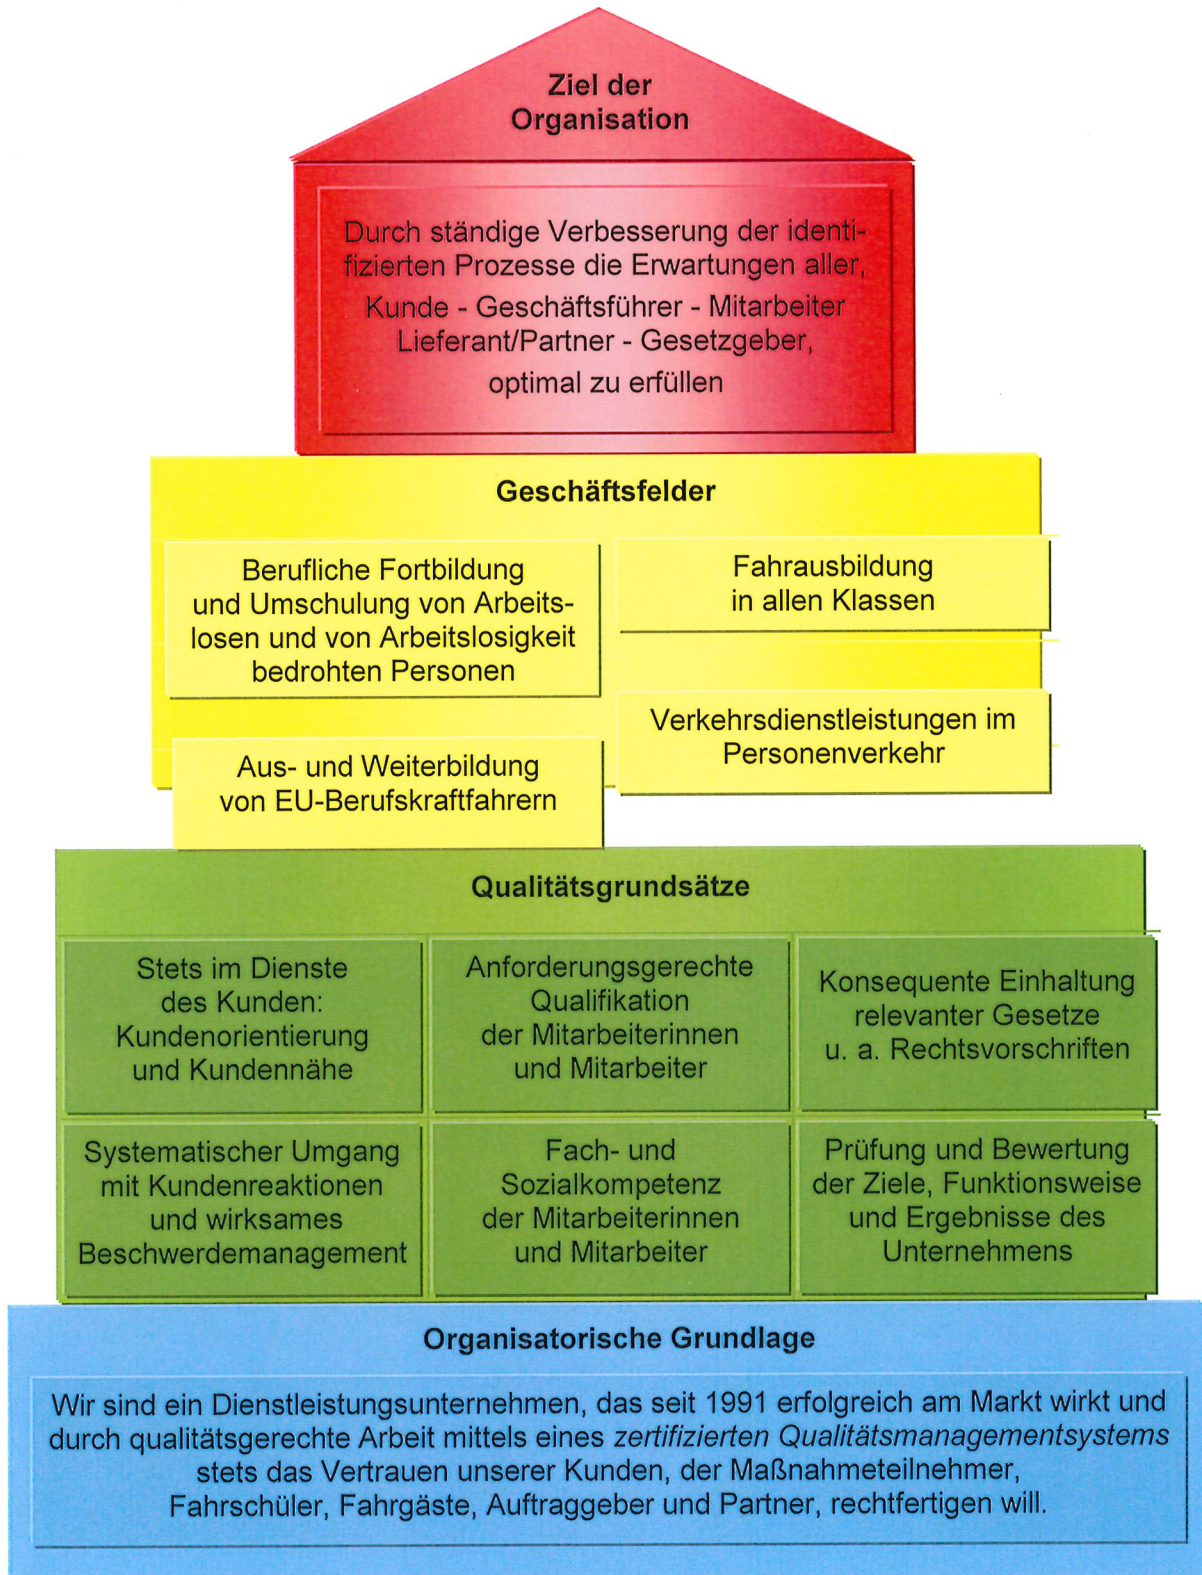 Ziel der
Organisation
Durch ständige Verbesserung der identi-
fizierten Prozesse die Erwartungen aller,
Kunde - Geschäftsführer - Mitarbeiter
Lieferant/Partner - Gesetzgeber,
optimal zu erfüllen
Geschäftsfelder
Berufliche Fortbildung
und Umschulung von Arbeits-
losen und von Arbeitslosigkeit
bedrohten Personen
Fahrausbildung
in allen Klassen
Aus- und Weiterbildung
von EU-Berufskraftfahrern
Verkehrsdienstleistungen im
Personenverkehr
Qualitätsgrundsätze
Stets im Dienste
des Kunden:
Kundenorientierung
und Kundennähe
Anforderungsgerechte
Qualifikation
der Mitarbeiterinnen
und Mitarbeiter
Konsequente Einhaltung
relevanter Gesetze
u. a. Rechtsvorschriften
Systematischer Umgang
mit Kundenreaktionen
und wirksames
Beschwerdemanagement
Fach- und
Sozialkompetenz
der Mitarbeiterinnen
und Mitarbeiter
Prüfung und Bewertung
der Ziele, Funktionsweise
und Ergebnisse des
Unternehmens
Organisatorische Grundlage
Wir sind ein Dienstleistungsunternehmen, das seit 1991 erfolgreich am Markt wirkt und
durch qualitätsgerechte Arbeit mittels eines zertifizierten Qualitätsmanagementsystems
stets das Vertrauen unserer Kunden, der Maßnahmeteilnehmer,
Fahrschüler, Fahrgäste, Auftraggeber und Partner, rechtfertigen will.